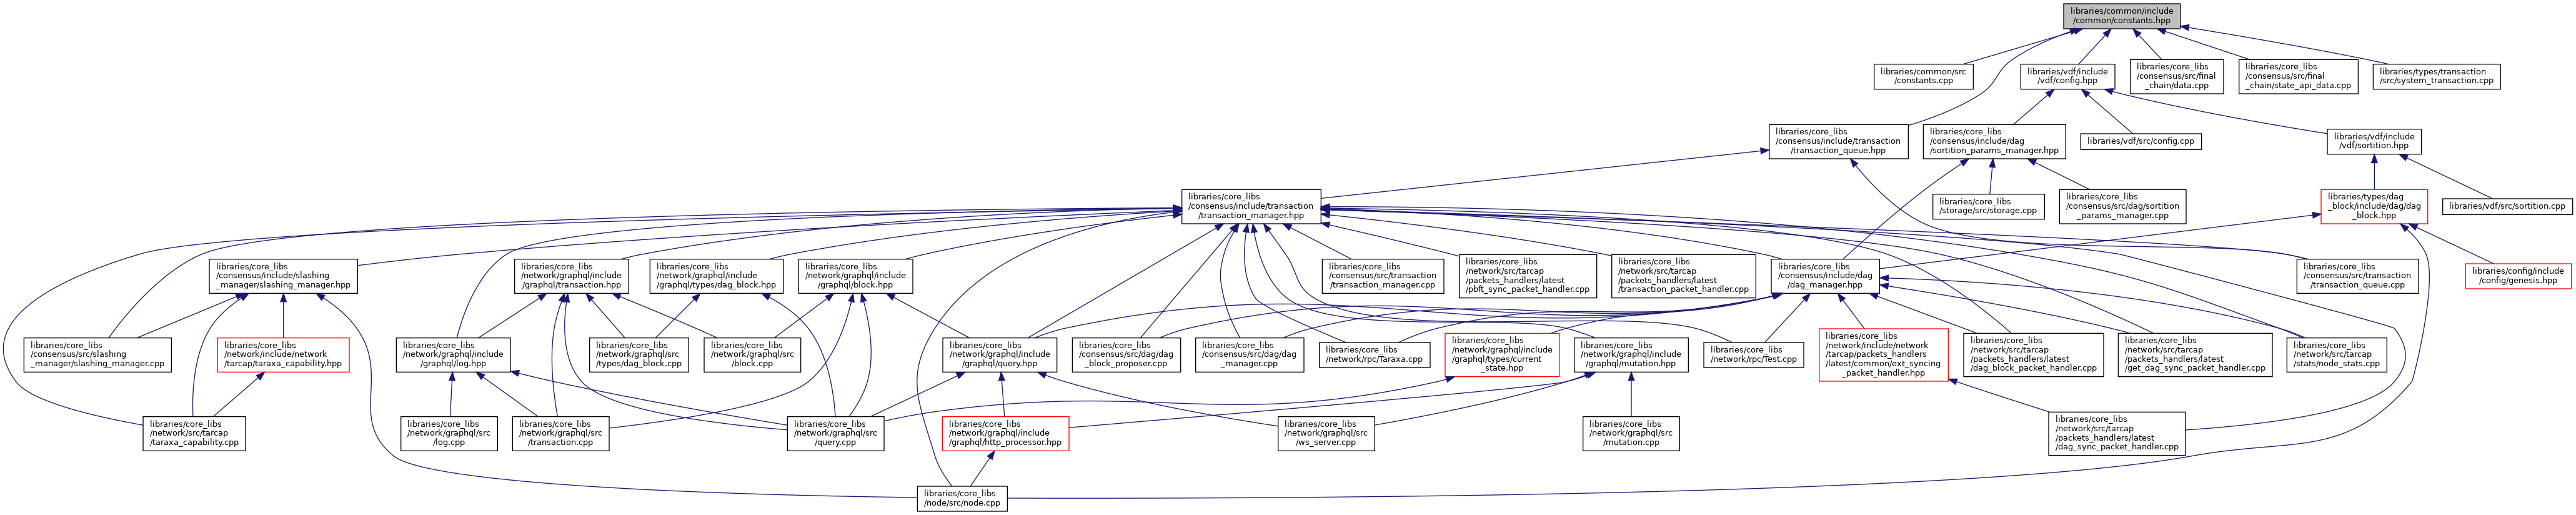 libraries/common/include
/common/constants.hpp
libraries/common/src
/constants.cpp
libraries/vdf/include
/vdf/config.hpp
libraries/core_libs
/consensus/src/final
_chain/data.cpp
libraries/core_libs
/consensus/src/final
_chain/state_api_data.cpp
libraries/types/transaction
/src/system_transaction.cpp
libraries/core_libs
/consensus/include/transaction
/transaction_queue.hpp
libraries/core_libs
/consensus/include/dag
/sortition_params_manager.hpp
libraries/vdf/src/config.cpp
libraries/vdf/include
/vdf/sortition.hpp
libraries/core_libs
/consensus/include/transaction
/transaction_manager.hpp
libraries/core_libs
/storage/src/storage.cpp
libraries/core_libs
/consensus/src/dag/sortition
_params_manager.cpp
libraries/types/dag
_block/include/dag/dag
_block.hpp
libraries/vdf/src/sortition.cpp
libraries/core_libs
/consensus/include/slashing
_manager/slashing_manager.hpp
libraries/core_libs
/network/graphql/include
/graphql/transaction.hpp
libraries/core_libs
/network/graphql/include
/graphql/types/dag_block.hpp
libraries/core_libs
/network/graphql/include
/graphql/block.hpp
libraries/core_libs
/consensus/src/transaction
/transaction_manager.cpp
libraries/core_libs
/network/src/tarcap
/packets_handlers/latest
/pbft_sync_packet_handler.cpp
libraries/core_libs
/network/src/tarcap
/packets_handlers/latest
/transaction_packet_handler.cpp
libraries/core_libs
/consensus/include/dag
/dag_manager.hpp
libraries/core_libs
/consensus/src/transaction
/transaction_queue.cpp
libraries/config/include
/config/genesis.hpp
libraries/core_libs
/consensus/src/slashing
_manager/slashing_manager.cpp
libraries/core_libs
/network/include/network
/tarcap/taraxa_capability.hpp
libraries/core_libs
/network/graphql/include
/graphql/log.hpp
libraries/core_libs
/network/graphql/src
/types/dag_block.cpp
libraries/core_libs
/network/graphql/src
/block.cpp
libraries/core_libs
/network/graphql/include
/graphql/query.hpp
libraries/core_libs
/consensus/src/dag/dag
_block_proposer.cpp
libraries/core_libs
/consensus/src/dag/dag
_manager.cpp
libraries/core_libs
/network/rpc/Taraxa.cpp
libraries/core_libs
/network/graphql/include
/graphql/types/current
_state.hpp
libraries/core_libs
/network/graphql/include
/graphql/mutation.hpp
libraries/core_libs
/network/rpc/Test.cpp
libraries/core_libs
/network/include/network
/tarcap/packets_handlers
/latest/common/ext_syncing
_packet_handler.hpp
libraries/core_libs
/network/src/tarcap
/packets_handlers/latest
/dag_block_packet_handler.cpp
libraries/core_libs
/network/src/tarcap
/packets_handlers/latest
/get_dag_sync_packet_handler.cpp
libraries/core_libs
/network/src/tarcap
/stats/node_stats.cpp
libraries/core_libs
/network/src/tarcap
/taraxa_capability.cpp
libraries/core_libs
/network/graphql/src
/log.cpp
libraries/core_libs
/network/graphql/src
/transaction.cpp
libraries/core_libs
/network/graphql/src
/query.cpp
libraries/core_libs
/network/graphql/include
/graphql/http_processor.hpp
libraries/core_libs
/network/graphql/src
/ws_server.cpp
libraries/core_libs
/network/graphql/src
/mutation.cpp
libraries/core_libs
/network/src/tarcap
/packets_handlers/latest
/dag_sync_packet_handler.cpp
libraries/core_libs
/node/src/node.cpp